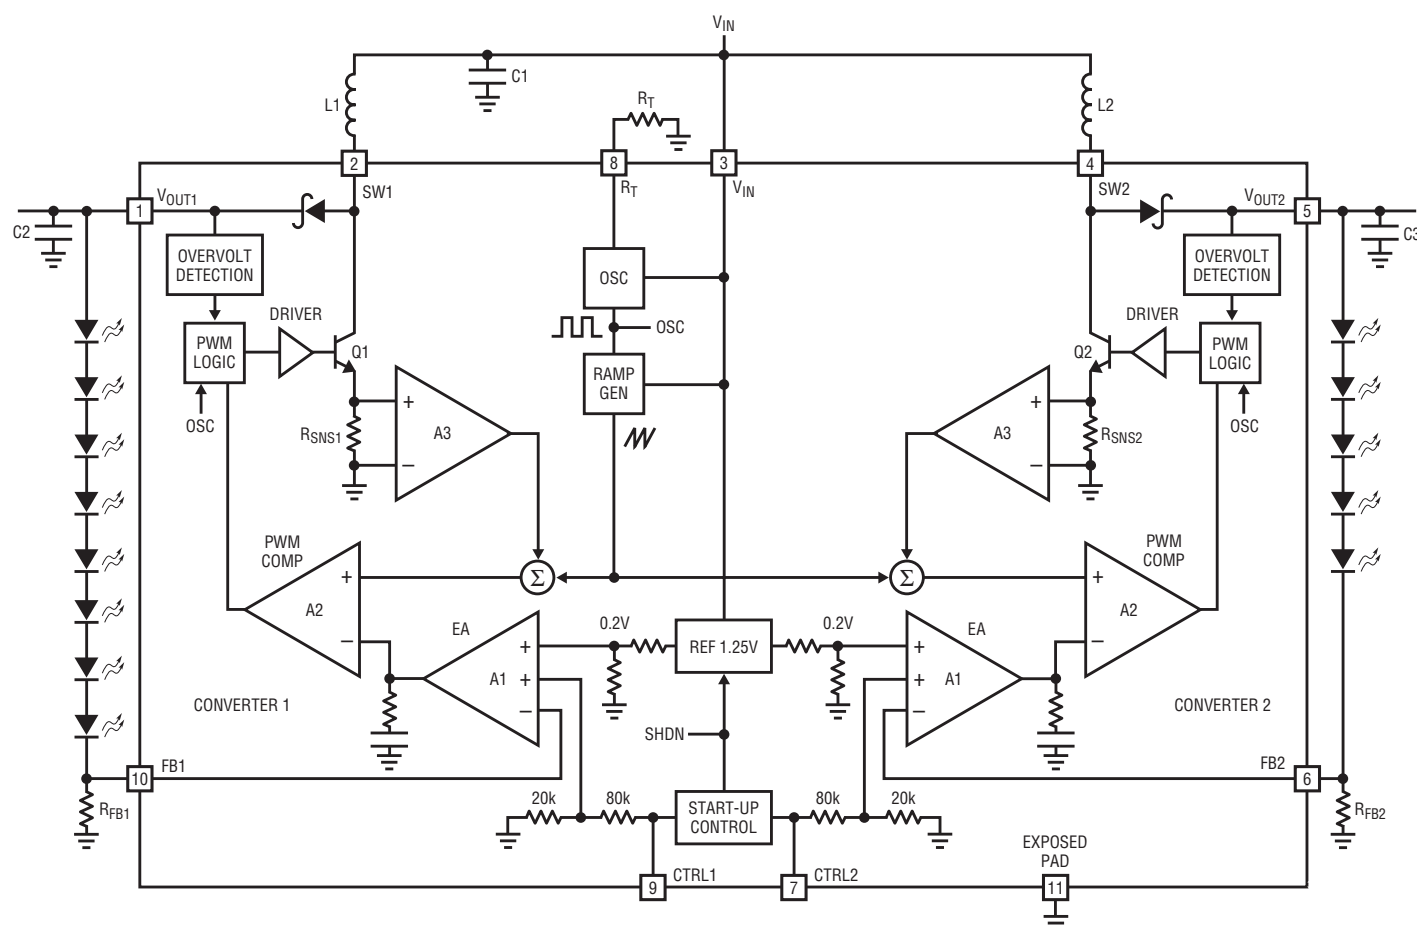 VIN
C1
L1
RT
L2
2
8
3
4
SW1
RT
VIN
SW2
1
VOUT1
VOUT2
5
C2
C3
OVERVOLT
DETECTION
OSC
OVERVOLT
DETECTION
DRIVER
OSC
DRIVER
PWM
LOGIC
Q1
Q2
PWM
LOGIC
RAMP
GEN
OSC
RSNS1
+
A3
–
+
A3
–
RSNS2
OSC
PWM
COMP
PWM
COMP
+
A2
–
Σ
Σ
+
A2
–
EA
0.2V
REF 1.25V
0.2V
EA
+
A1
+
–
+
A1
+
–
CONVERTER 1
CONVERTER 2
SHDN
10
FB1
FB2
6
RFB1
20k
80k
START-UP
CONTROL
80k
20k
RFB2
EXPOSED
PAD
9
CTRL1
7
CTRL2
11